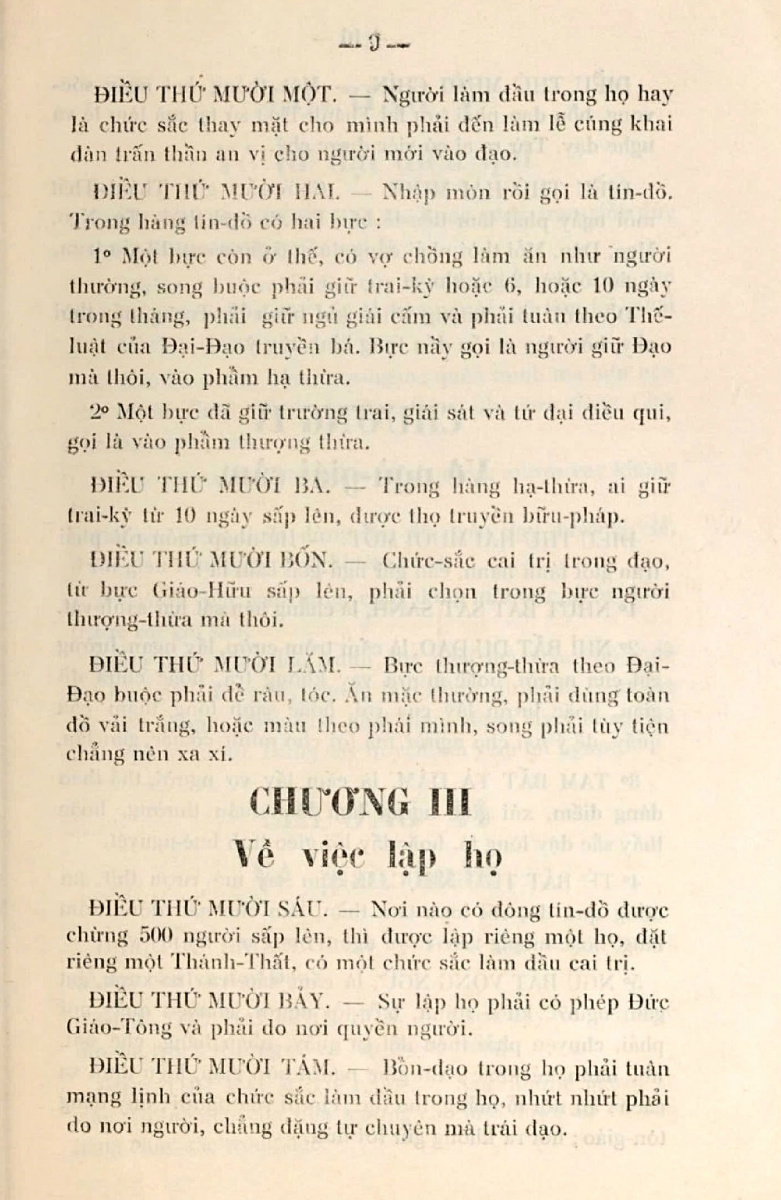 — 9 —
ĐIỀU THỨ MƯỜI MỘT. — Người làm đầu trong họ hay
là chức sắc thay mặt cho mình phải đến làm lễ cúng khai
đàn trấn thần an vị cho người mới vào đạo.
ĐIỀU THỨ MƯỜI HAI. — Nhập môn rồi gọi là tín-đồ.
Trong hàng tín-đồ có hai bực :
1º Một bực còn ở thế, có vợ chồng làm ăn như người
thường, song buộc phải giữ trai-kỳ hoặc 6, hoặc 10 ngày
trong tháng, phải giữ ngũ giái cấm và phải tuân theo Thế-
luật của Đại-Đạo truyền bá. Bực nầy gọi là người giữ Đạo
mà thôi, vào phẩm hạ thừa.
2º Một bực đã giữ trường trai, giái sát và tứ đại điều qui,
gọi là vào phẩm thượng thừa.
ĐIỀU THỨ MƯỜI BA. — Trong hàng hạ-thừa, ai giữ
trai-kỳ từ 10 ngày sấp lên, được thọ truyền bữu-pháp.
ĐIỀU THỨ MƯỜI BỐN. — Chức-sắc cai trị trong đạo,
từ bực Giáo-Hữu sấp lên, phải chọn trong bực người
thượng-thừa mà thôi.
ĐIỀU THỨ MƯỜI LĂM. — Bực thượng-thừa theo Đại-
Đạo buộc phải để râu, tóc. Ăn mặc thường, phải dùng toàn
đồ vải trắng, hoặc màu theo phái mình, song phải tùy tiện
chẳng nên xa xí.
CHƯƠNG III
Về việc lập họ
ĐIỀU THỨ MƯỜI SÁU. — Nơi nào có đông tín-đồ được
chừng 500 người sấp lên, thì được lập riêng một họ, đặt
riêng một Thánh-Thất, có một chức sắc làm đầu cai trị.
ĐIỀU THỨ MƯỜI BẢY. — Sự lập họ phải có phép Đức
Giáo-Tông và phải do nơi quyền người.
ĐIỀU THỨ MƯỜI TÁM. — Bổn-đạo trong họ phải tuân
mạng lịnh của chức sắc làm đầu trong họ, nhứt nhứt phải
do nơi người, chẳng đặng tự chuyên mà trái đạo.